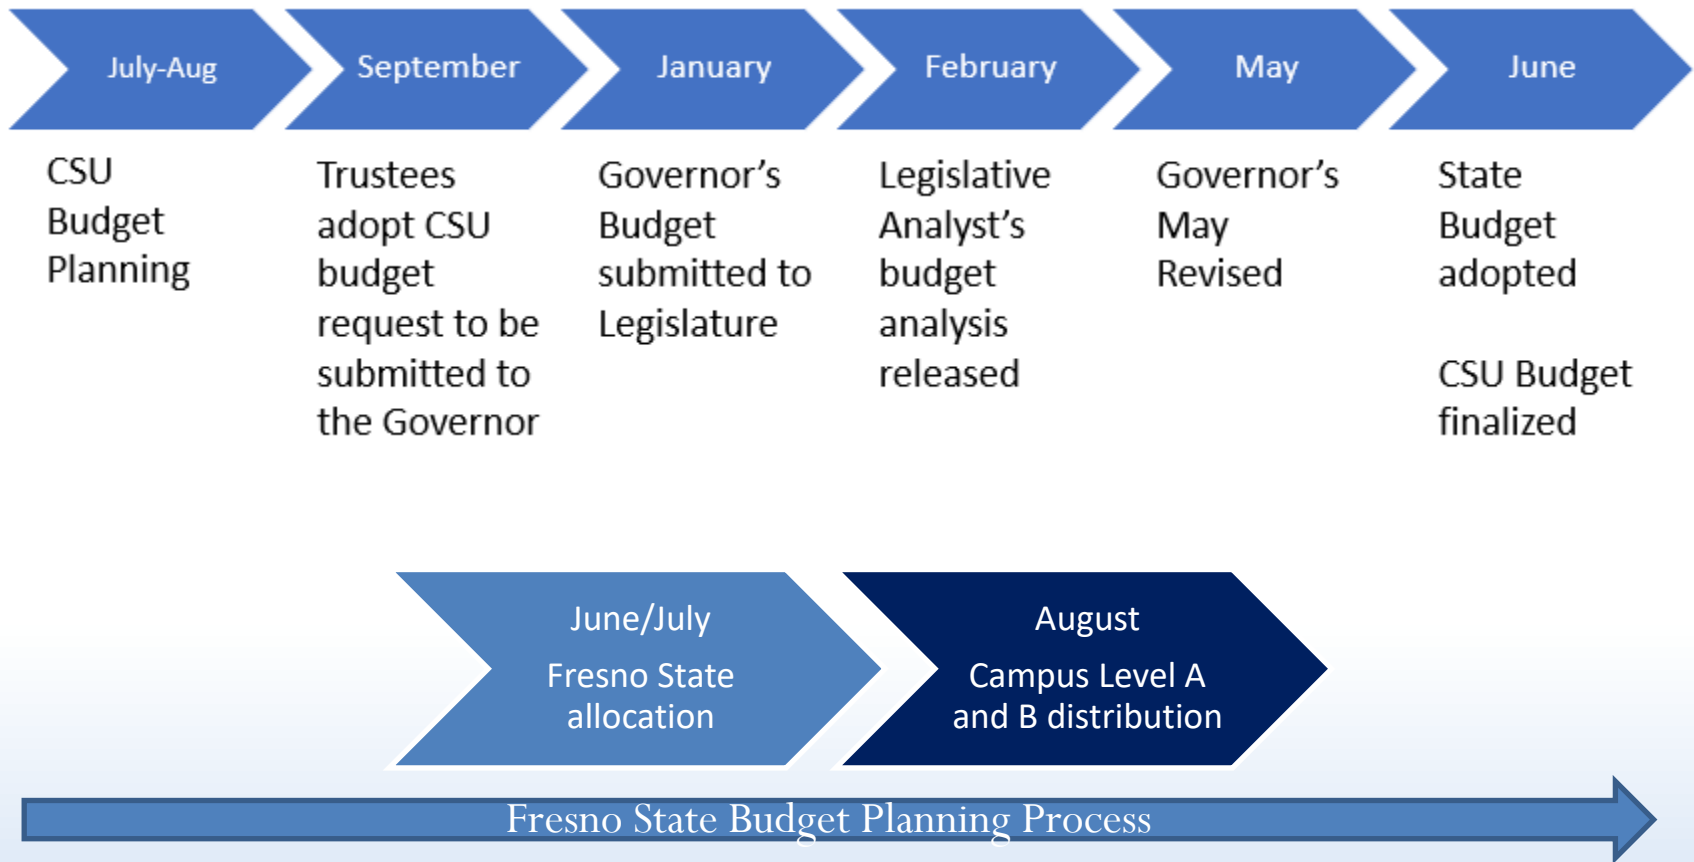 July-Aug
September
January
February
May
June
CSU
Budget
Planning
Trustees
adopt CSU
budget
request to be
submitted to
the Governor
Governor's
Budget
submitted to
Legislature
Legislative
Analyst's
budget
analysis
released
Governor's
May
Revised
State
Budget
adopted
CSU Budget
finalized
June/July
Fresno State
allocation
August
Campus Level A
and B distribution
Fresno State Budget Planning Process